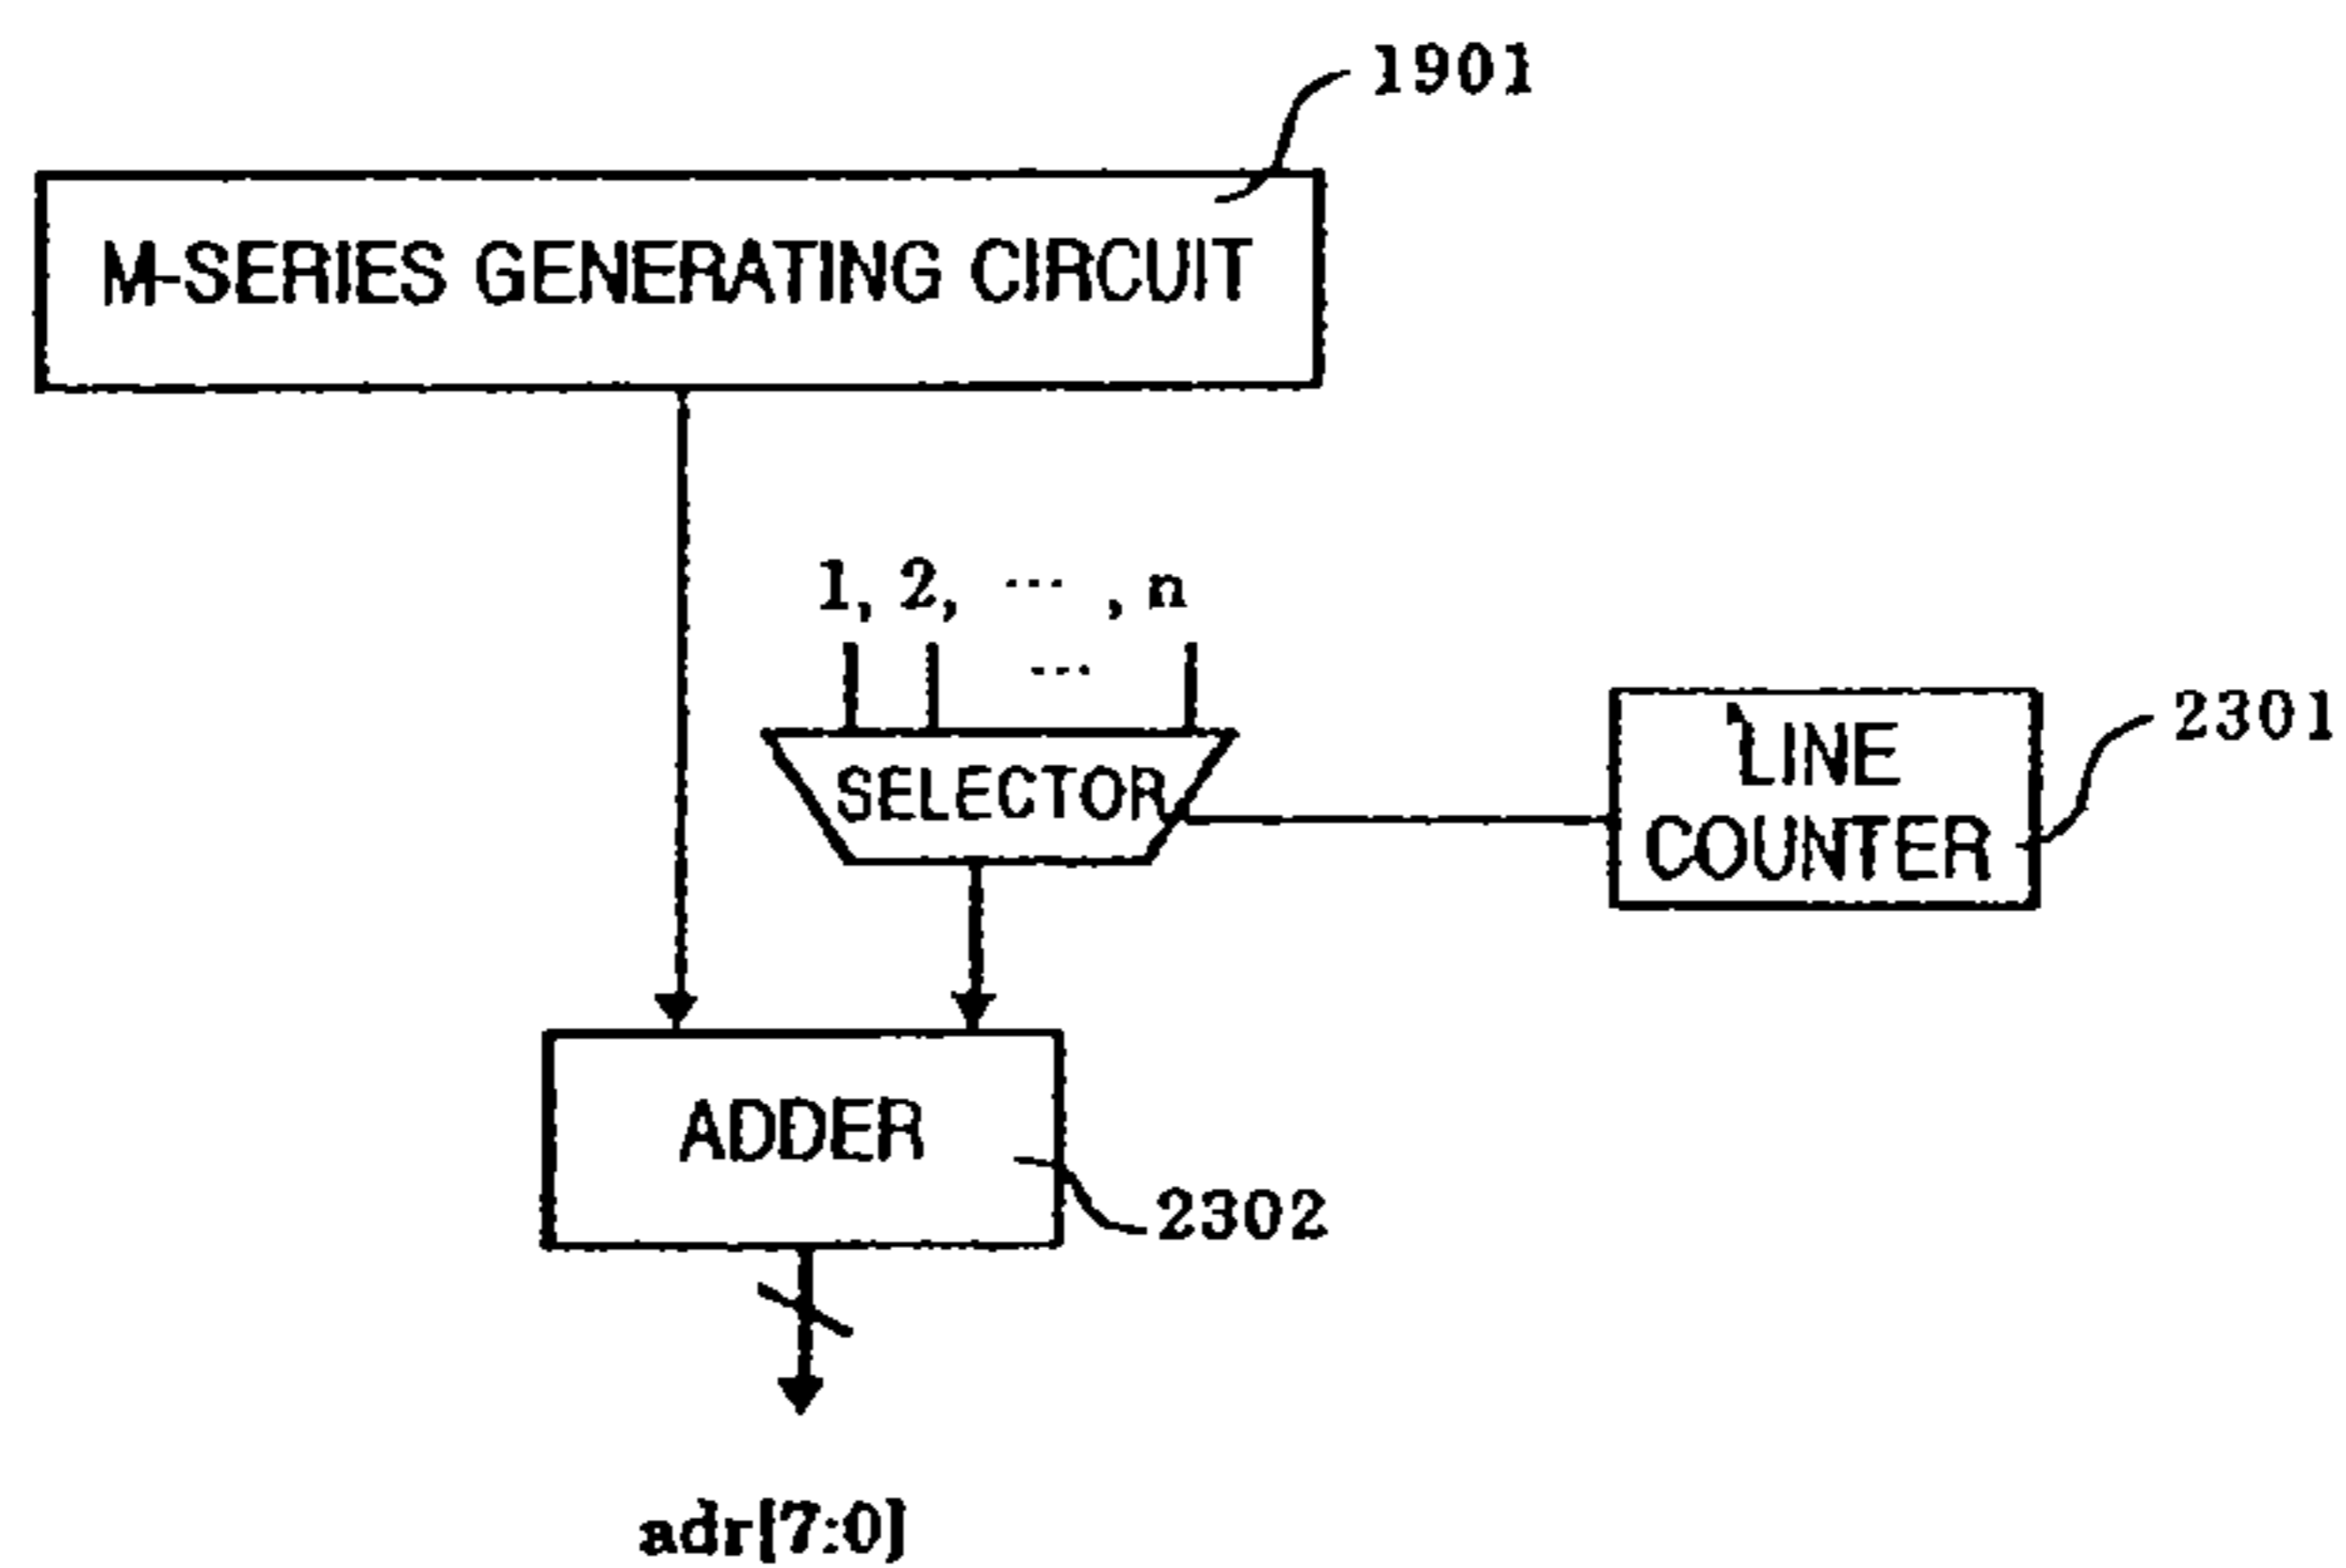 1901
M-SERIES GENERATING CIRCUIT
1, 2, ... , n
...
SELECTOR
LINE
COUNTER
2301
ADDER
2302
adr[7:0]